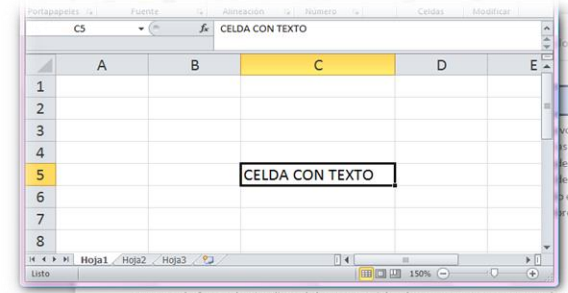 Portapapeles Fuente Alineación Número Celdas Modificar
C5 fx CELDA CON TEXTO
A B C D E
1
2
3
4
5 CELDA CON TEXTO
6
7
8
Hoja1 Hoja2 Hoja3
Listo 150%